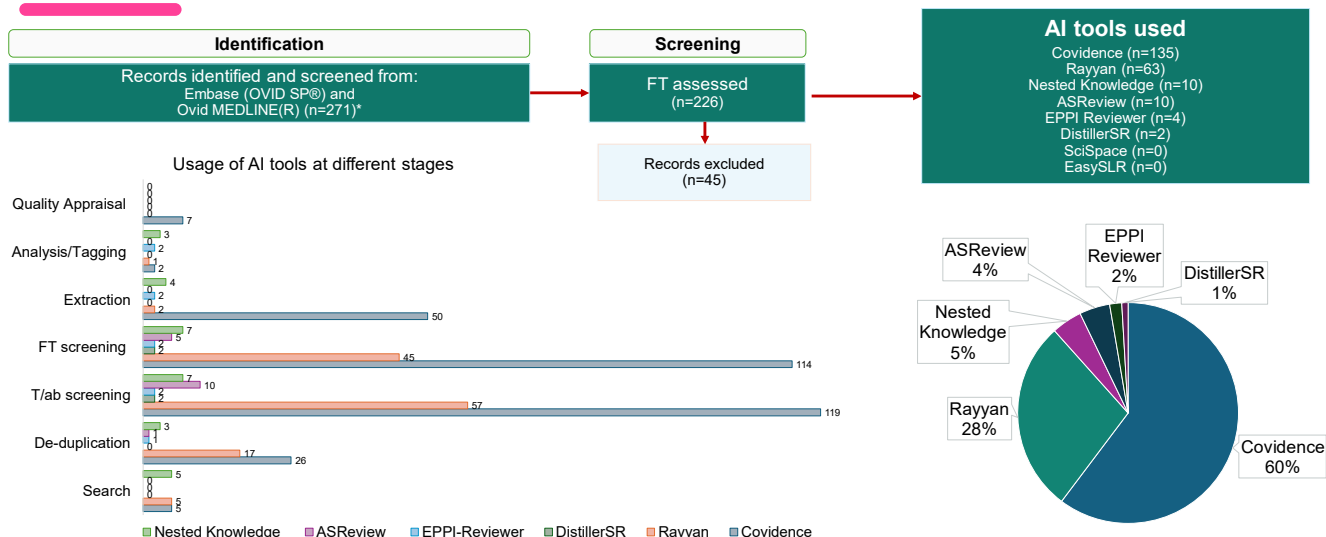 Identification
Records identified and screened from:
Embase (OVID SP®) and
Ovid MEDLINE(R) (n=271)*
Screening
FT assessed
(n=226)
Records excluded
(n=45)
AI tools used
Covidence (n=135)
Rayyan (n=63)
Nested Knowledge (n=10)
ASReview (n=10)
EPPI Reviewer (n=4)
DistillerSR (n=2)
SciSpace (n=0)
EasySLR (n=0)
Usage of AI tools at different stages
Quality Appraisal
0
0
0
0
0
7
Analysis/Tagging
3
0
2
0
1
2
Extraction
4
0
2
0
2
50
FT screening
7
5
2
2
45
114
T/ab screening
7
10
2
2
57
119
De-duplication
3
1
1
0
17
26
Search
5
0
0
0
5
5
Nested Knowledge ASReview EPPI-Reviewer DistillerSR Rayyan Covidence
ASReview
4%
EPPI
Reviewer
2%
DistillerSR
1%
Nested
Knowledge
5%
Rayyan
28%
Covidence
60%